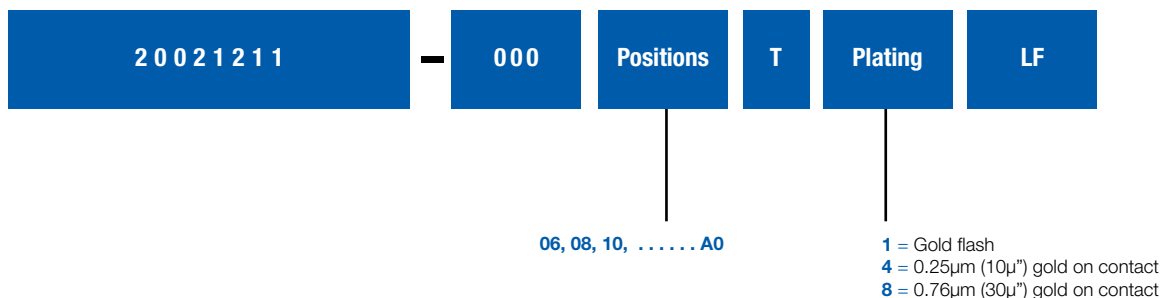 20021211 – 000 Positions T Plating LF
06, 08, 10, . . . . . . A0
1 = Gold flash
4 = 0.25µm (10µ”) gold on contact
8 = 0.76µm (30µ”) gold on contact